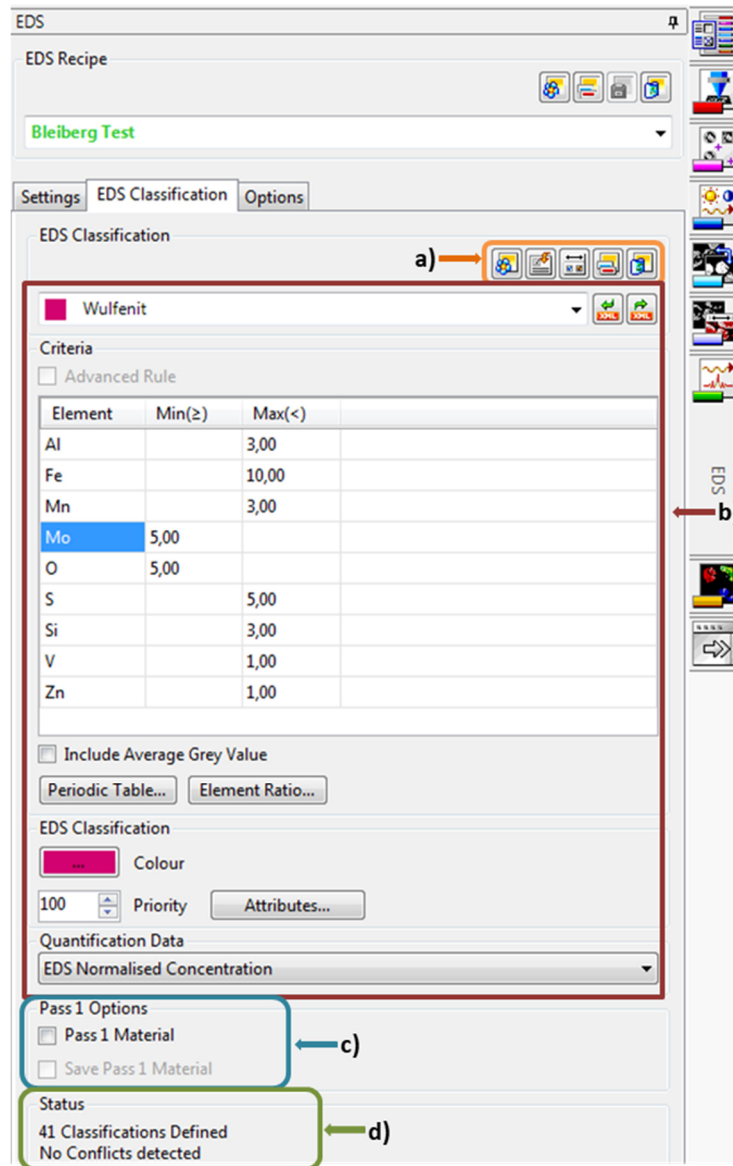 EDS
EDS Recipe
Bleiberg Test
Settings EDS Classification Options
EDS Classification
a)
Wulfenit
XML XML
Criteria
Advanced Rule
Element Min(≥) Max(<)
Al 3,00
Fe 10,00
Mn 3,00
Mo 5,00
O 5,00
S 5,00
Si 3,00
V 1,00
Zn 1,00
EDS
b
Include Average Grey Value
Periodic Table... Element Ratio...
EDS Classification
... Colour
100 Priority Attributes...
Quantification Data
EDS Normalised Concentration
Pass 1 Options
Pass 1 Material
c)
Save Pass 1 Material
Status
41 Classifications Defined
d)
No Conflicts detected